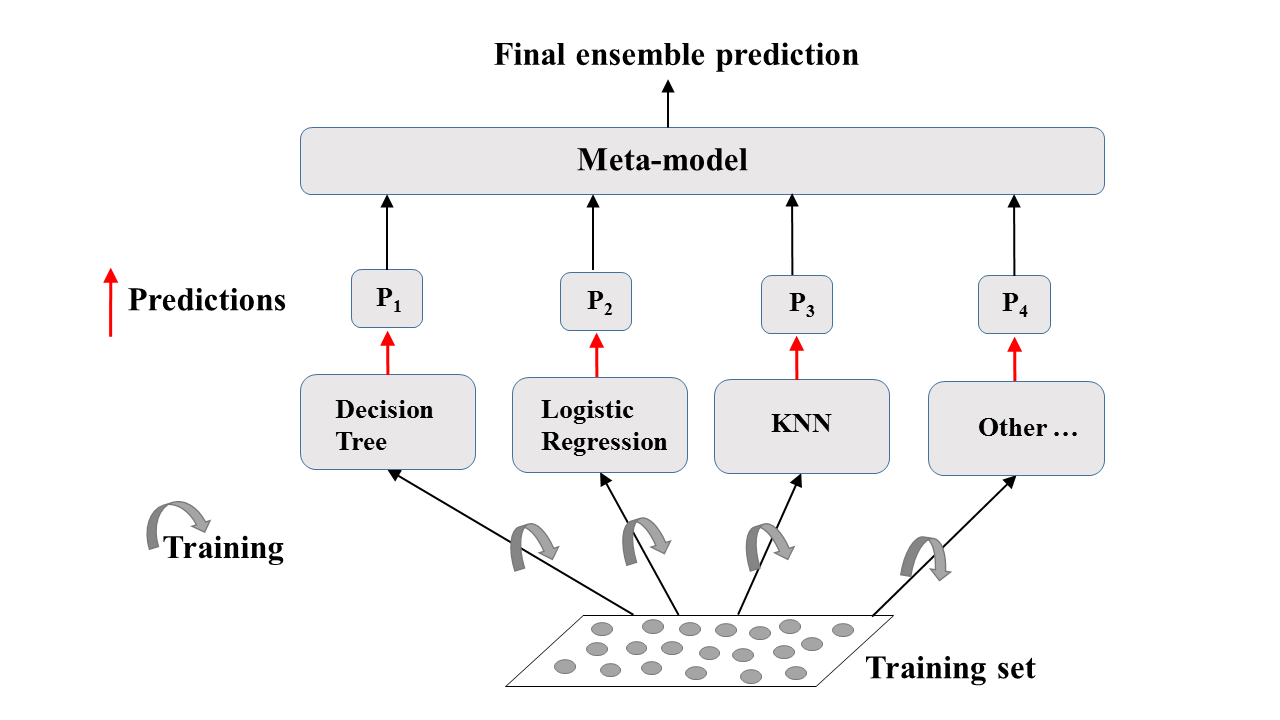 Final ensemble prediction
Meta-model
Predictions
P1
P2
P3
P4
Decision
Tree
Logistic
Regression
KNN
Other …
Training
Training set